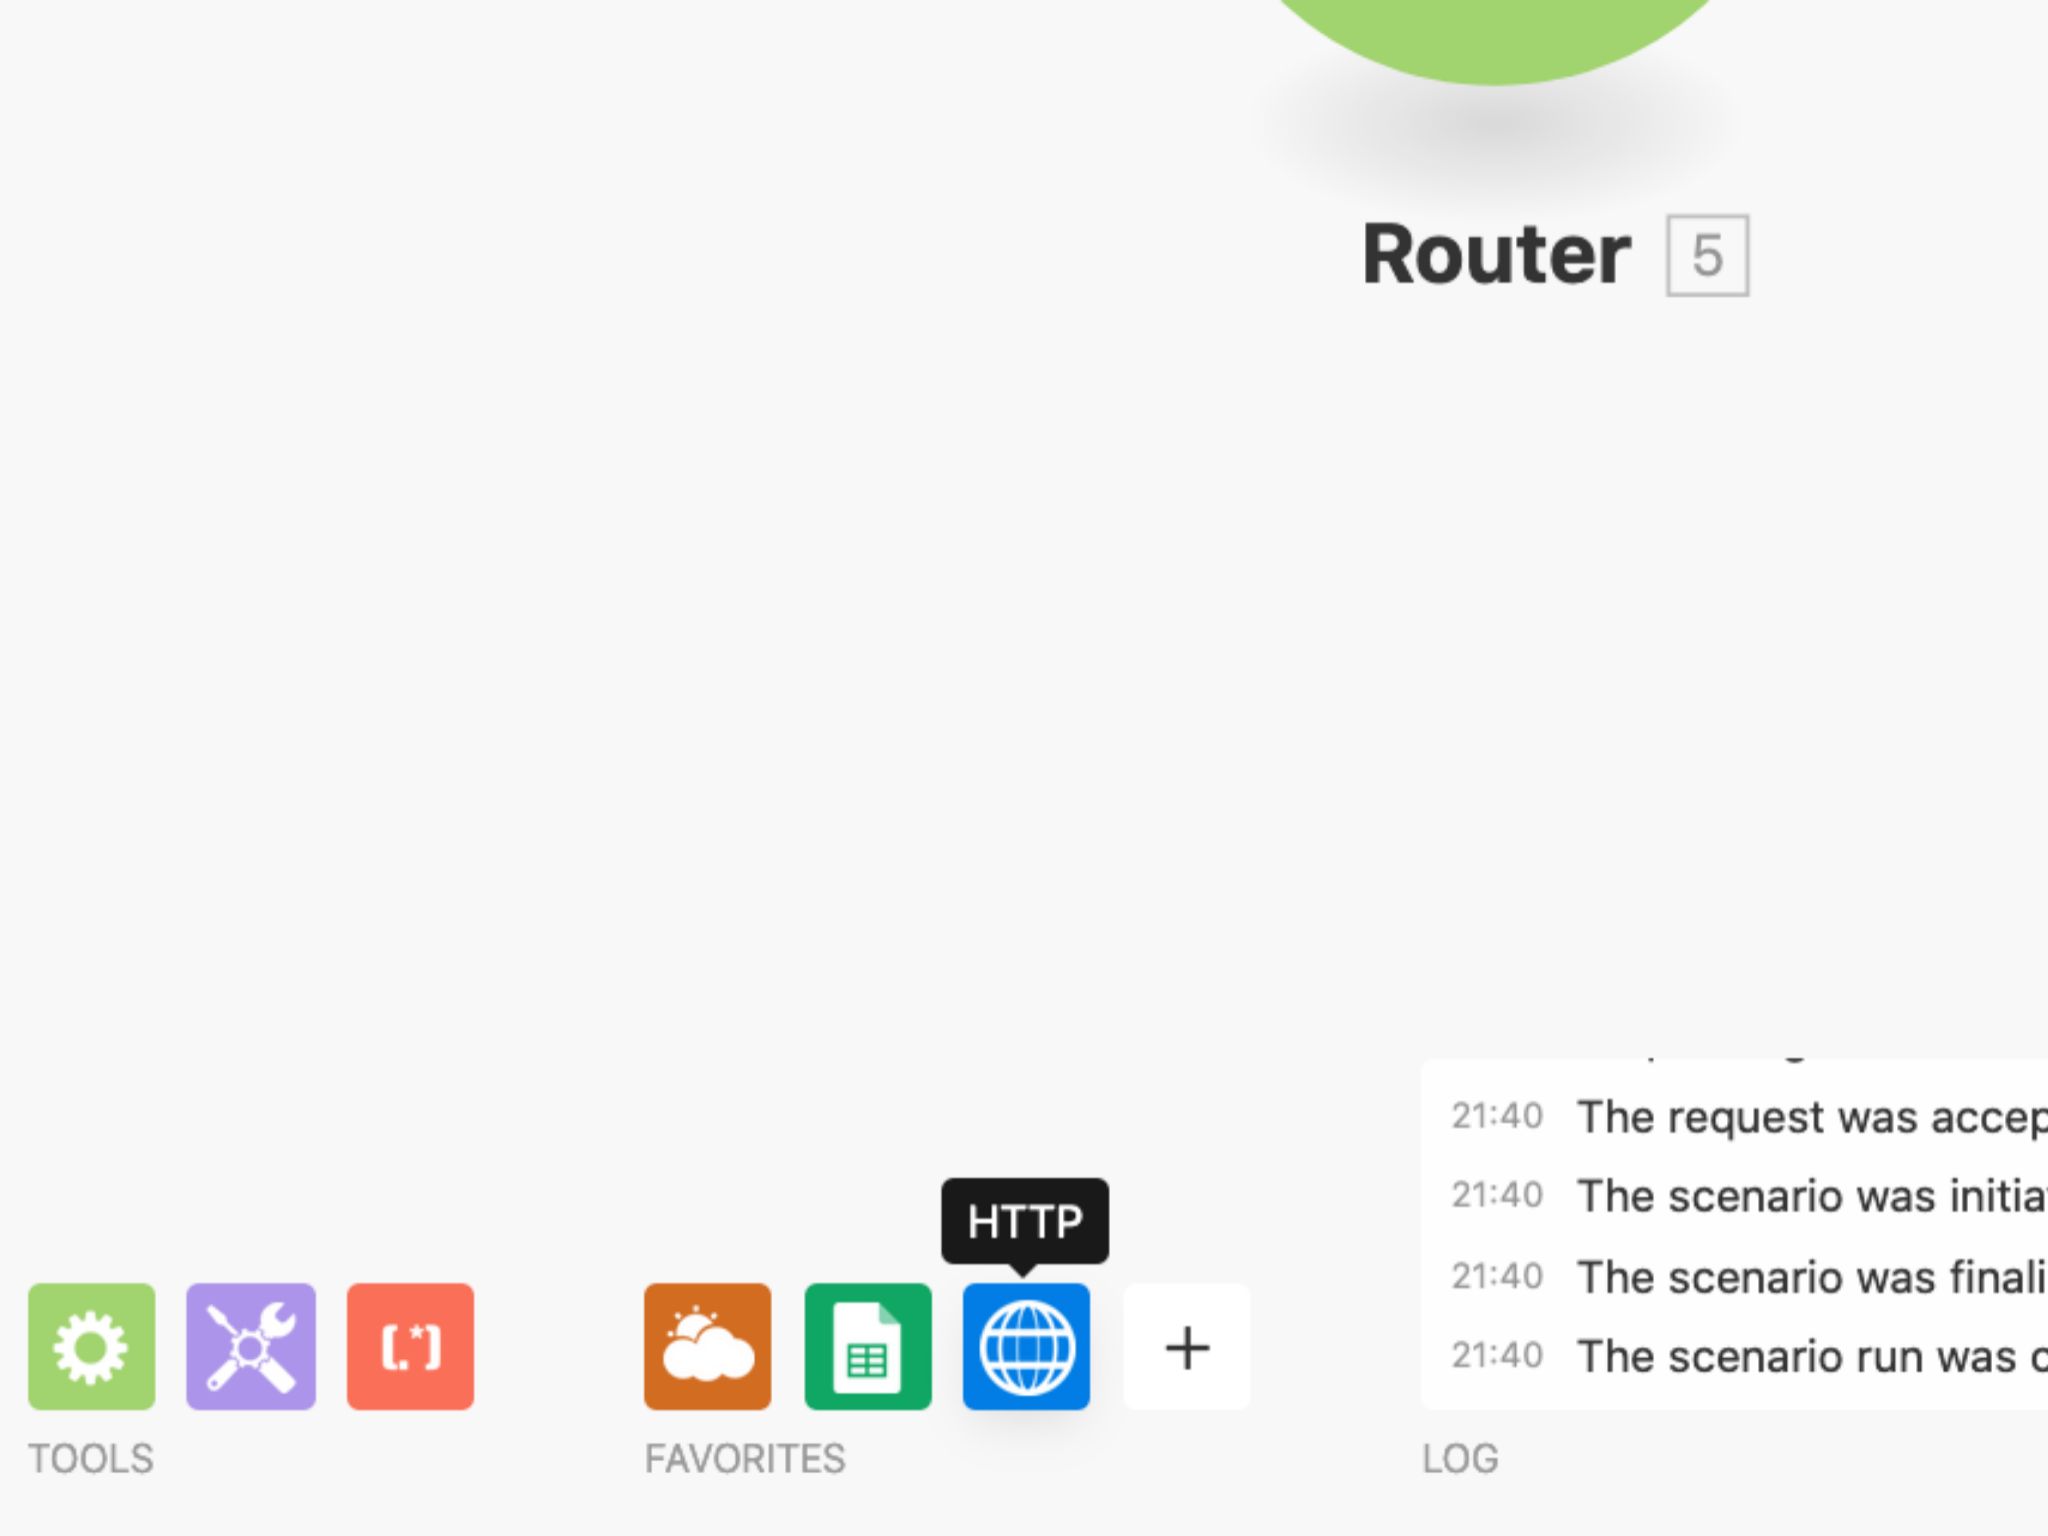 Router 5
21:40 The request was accep
21:40 The scenario was initia
21:40 The scenario was finali
21:40 The scenario run was
HTTP
TOOLS
FAVORITES
LOG